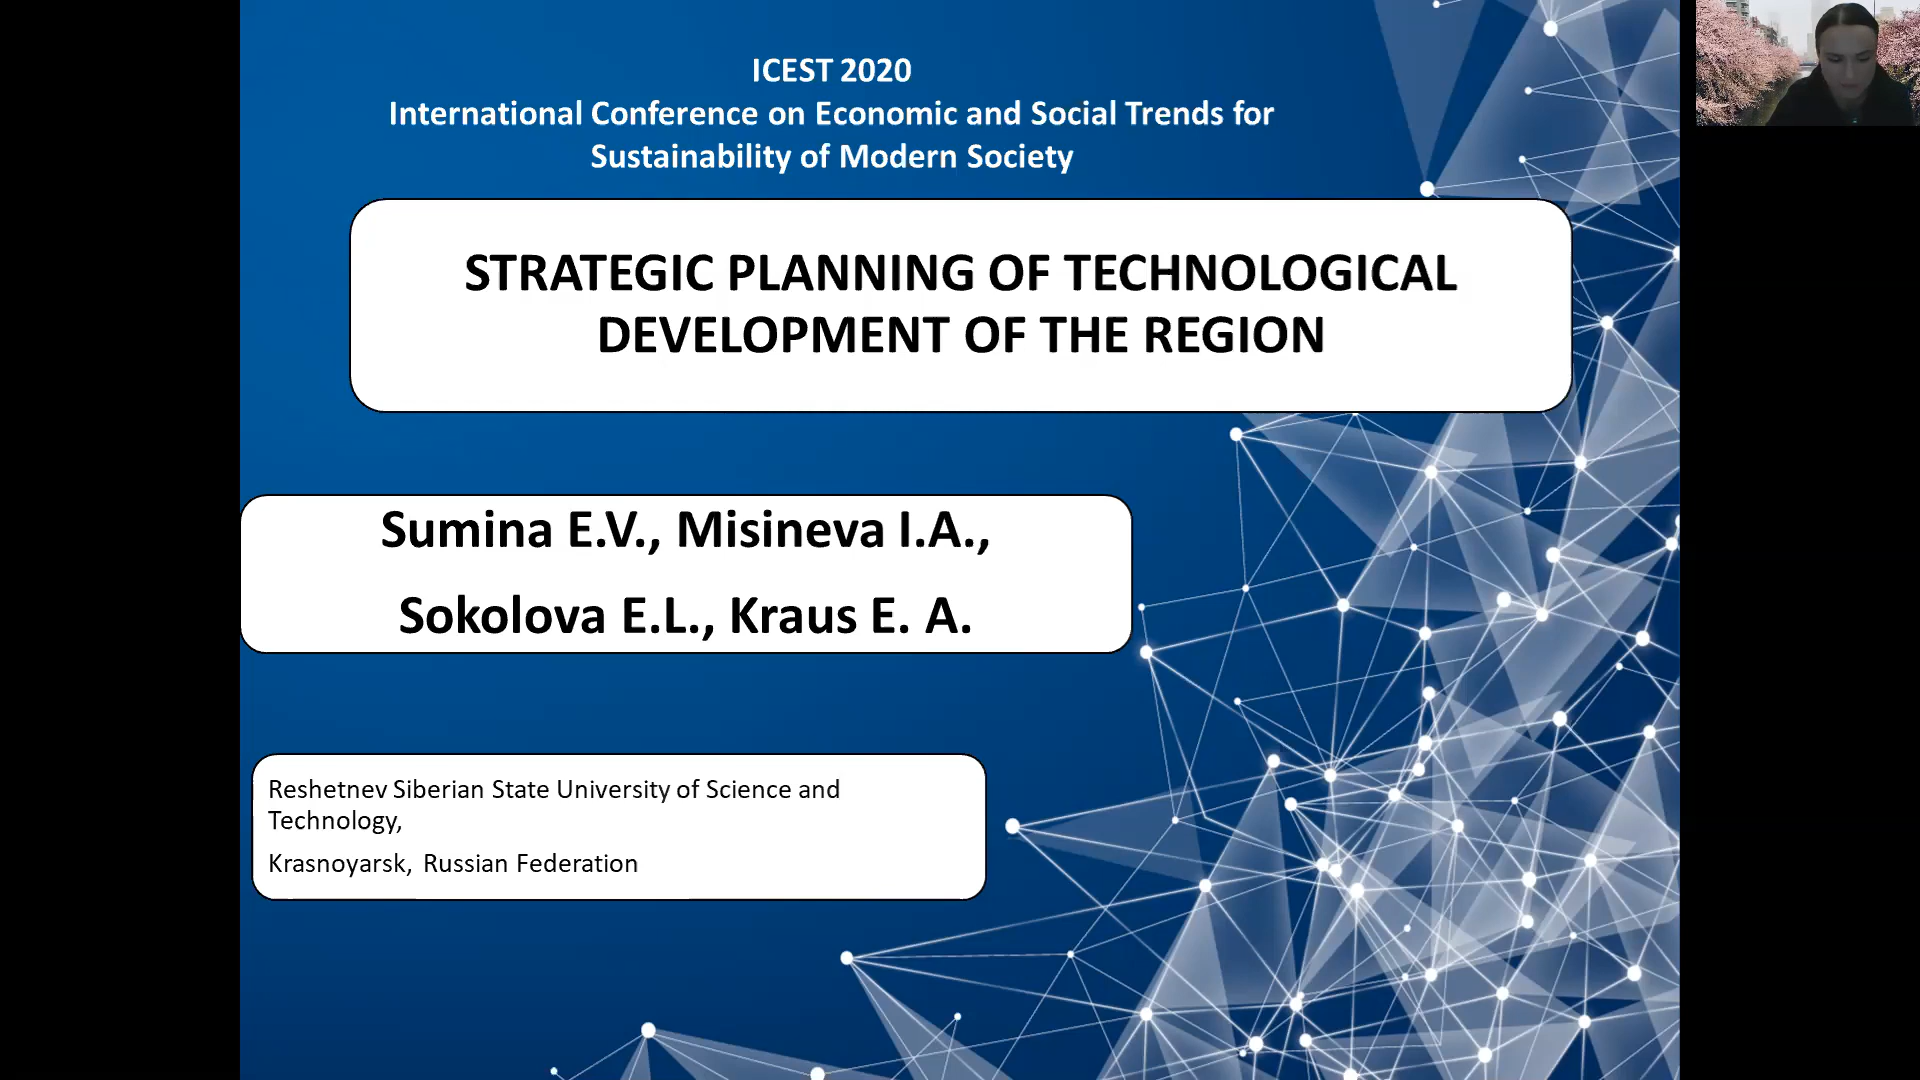 ICEST 2020
International Conference on Economic and Social Trends for
Sustainability of Modern Society
STRATEGIC PLANNING OF TECHNOLOGICAL
DEVELOPMENT OF THE REGION
Sumina E.V., Misineva I.A.,
Sokolova E.L., Kraus E. A.
Reshetnev Siberian State University of Science and
Technology,
Krasnoyarsk, Russian Federation